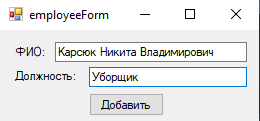 employeeForm
ФИО: Карсюк Никита Владимирович
Должность: Уборщик
Добавить